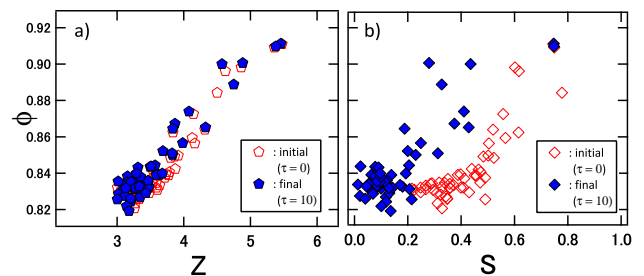 a)
b)
0.92
0.90
0.88
0.86
0.84
0.82
ϕ
: initial
(τ = 0)
: final
(τ = 10)
: initial
(τ = 0)
: final
(τ = 10)
3 4 5 6
0.0 0.2 0.4 0.6 0.8 1.0
Z
S